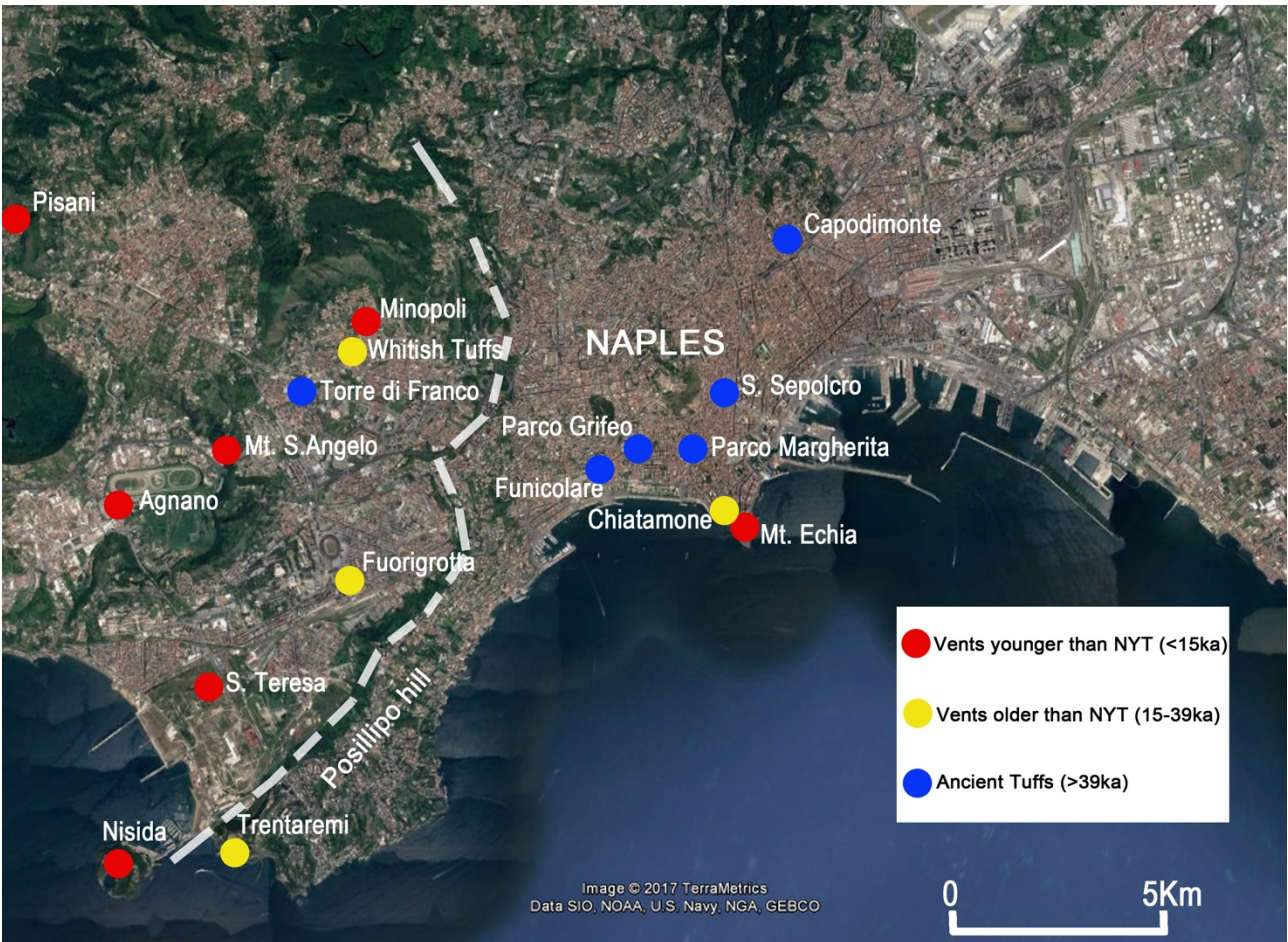 Pisani
Capodimonte
Minopoli
NAPLES
Whitish Tuffs
Torre di Franco
S. Sepolcro
Parco Grifeo
Mt. S.Angelo
Parco Margherita
Funicolare
Agnano
Chiatamone
Mt. Echia
Fuorigrotta
Vents younger than NYT (<15ka)
S. Teresa
Vents older than NYT (15-39ka)
Posillipo hill
Ancient Tuffs (>39ka)
Trentaremi
Nisida
Image © 2017 TerraMetrics
Data SIO, NOAA, U.S. Navy, NGA, GEBCO
0 5Km